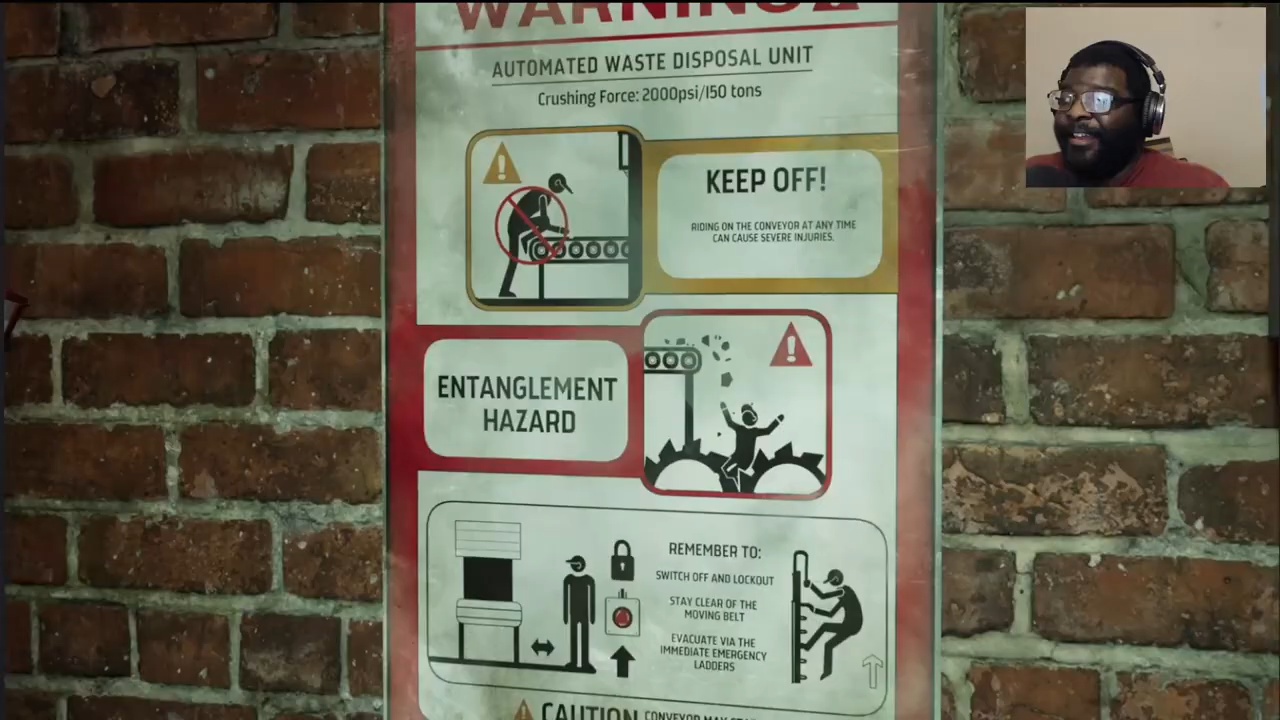 WARNING
AUTOMATED WASTE DISPOSAL UNIT
Crushing Force: 2000psi/150 tons
KEEP OFF!
RIDING ON THE CONVEYOR AT ANY TIME
CAN CAUSE SEVERE INJURIES.
ENTANGLEMENT
HAZARD
REMEMBER TO:
SWITCH OFF AND LOCKOUT
STAY CLEAR OF THE
MOVING BELT
EVACUATE VIA THE
IMMEDIATE EMERGENCY
LADDERS
CAUTION CONVEYOR MAY